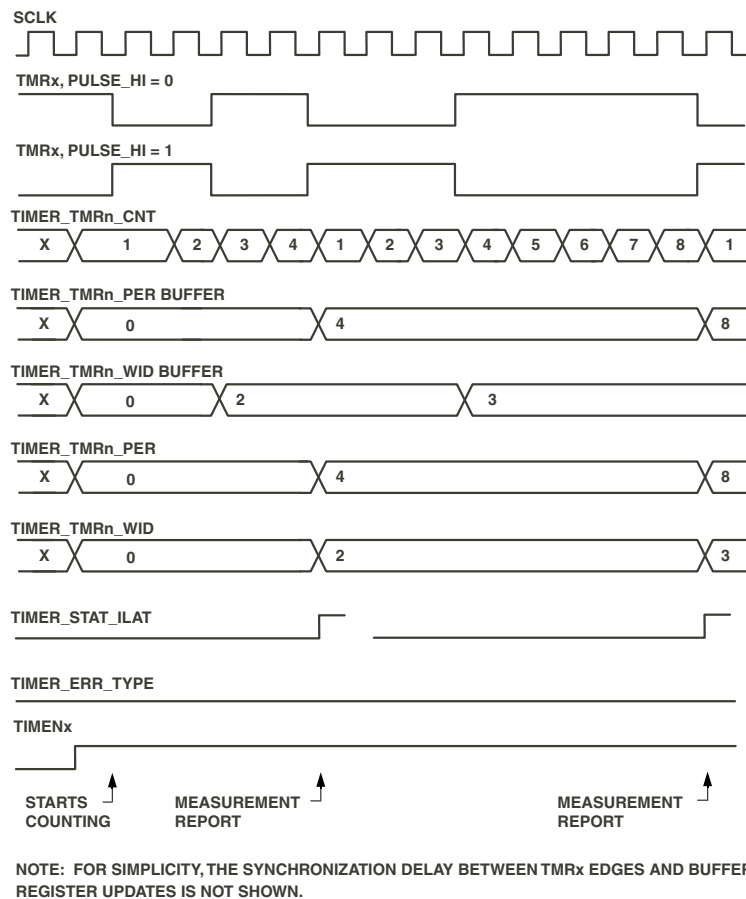 SCLK
TMRx, PULSE_HI = 0
TMRx, PULSE_HI = 1
TIMER_TMRn_CNT
X 1 2 3 4 1 2 3 4 5 6 7 8 1
TIMER_TMRn_PER BUFFER
X 0 4 8
TIMER_TMRn_WID BUFFER
X 0 2 3
TIMER_TMRn_PER
X 0 4 8
TIMER_TMRn_WID
X 0 2 3
TIMER_STAT_ILAT
TIMER_ERR_TYPE
TIMENx
STARTS COUNTING
MEASUREMENT REPORT
MEASUREMENT REPORT
NOTE: FOR SIMPLICITY, THE SYNCHRONIZATION DELAY BETWEEN TMRx EDGES AND BUFFER
REGISTER UPDATES IS NOT SHOWN.